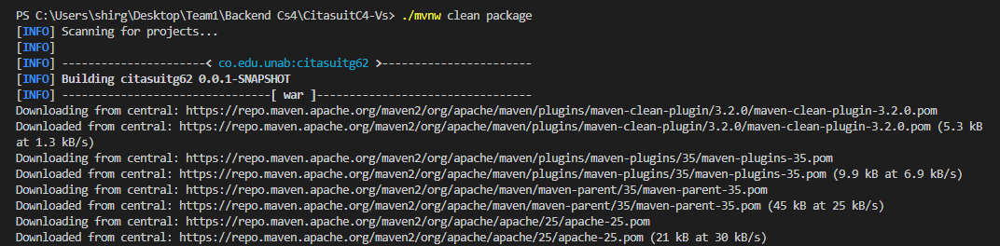 PS C:\Users\shirg\Desktop\Team1\Backend Cs4\CitasuitC4-Vs> ./mvnw clean package
[INFO] Scanning for projects...
[INFO]
[INFO] ----------------------< co.edu.unab:citasuitg62 >-----------------------
[INFO] Building citasuitg62 0.0.1-SNAPSHOT
[INFO] --------------------------------[ war ]---------------------------------
Downloading from central: https://repo.maven.apache.org/maven2/org/apache/maven/plugins/maven-clean-plugin/3.2.0/maven-clean-plugin-3.2.0.pom
Downloaded from central: https://repo.maven.apache.org/maven2/org/apache/maven/plugins/maven-clean-plugin/3.2.0/maven-clean-plugin-3.2.0.pom (5.3 kB
at 1.3 kB/s)
Downloading from central: https://repo.maven.apache.org/maven2/org/apache/maven/plugins/maven-plugins/35/maven-plugins-35.pom
Downloaded from central: https://repo.maven.apache.org/maven2/org/apache/maven/plugins/maven-plugins/35/maven-plugins-35.pom (9.9 kB at 6.9 kB/s)
Downloading from central: https://repo.maven.apache.org/maven2/org/apache/maven/maven-parent/35/maven-parent-35.pom
Downloaded from central: https://repo.maven.apache.org/maven2/org/apache/maven/maven-parent/35/maven-parent-35.pom (45 kB at 25 kB/s)
Downloading from central: https://repo.maven.apache.org/maven2/org/apache/apache/25/apache-25.pom
Downloaded from central: https://repo.maven.apache.org/maven2/org/apache/apache/25/apache-25.pom (21 kB at 30 kB/s)